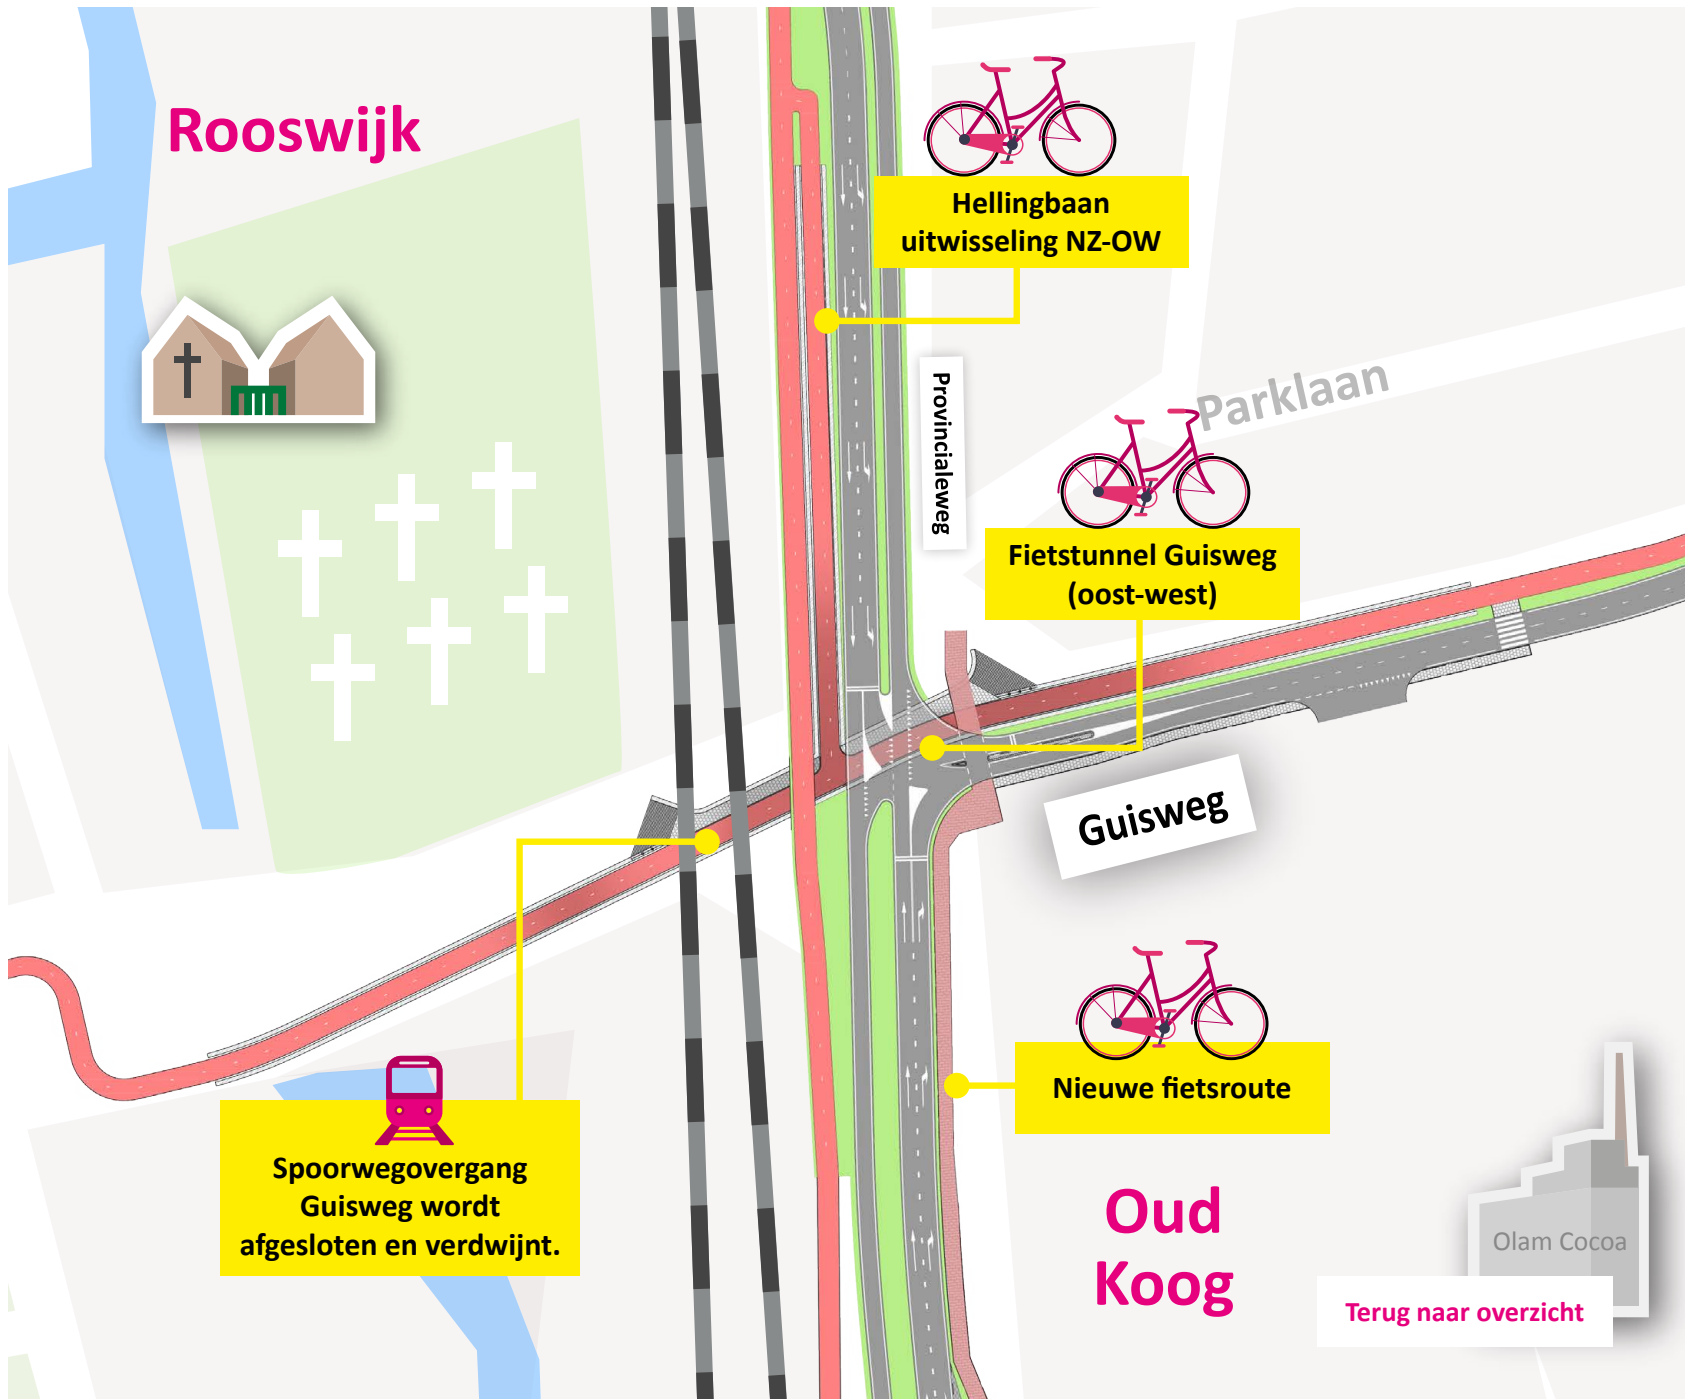 Rooswijk
Hellingbaan
uitwisseling NZ-OW
Provincialeweg
Parklaan
Fietstunnel Guisweg
(oost-west)
Guisweg
Nieuwe fietsroute
Spoorwegovergang
Guisweg wordt
afgesloten en verdwijnt.
Oud
Koog
Olam Cocoa
Terug naar overzicht